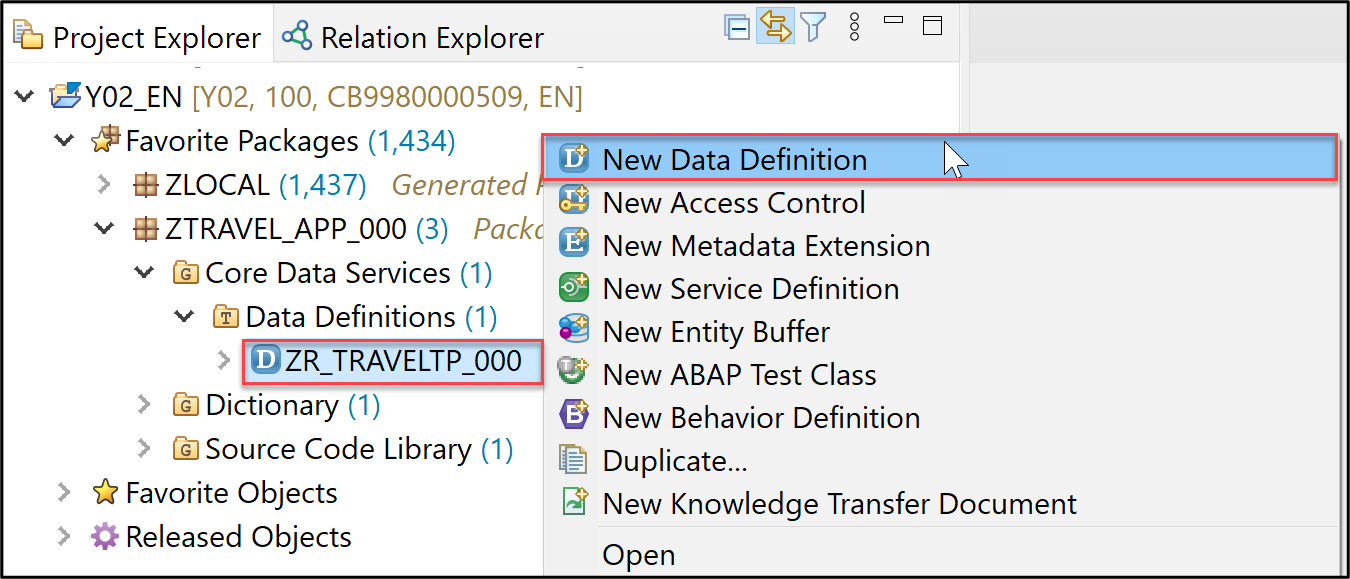 Project Explorer
Relation Explorer
Y02_EN [Y02, 100, CB9980000509, EN]
Favorite Packages (1,434)
ZLOCAL (1,437) Generated
ZTRAVEL_APP_000 (3)
Core Data Services (1)
Data Definitions (1)
D ZR_TRAVELTP_000
Dictionary (1)
Source Code Library (1)
Favorite Objects
Released Objects
New Data Definition
New Access Control
New Metadata Extension
New Service Definition
New Entity Buffer
New ABAP Test Class
New Behavior Definition
Duplicate...
New Knowledge Transfer Document
Open